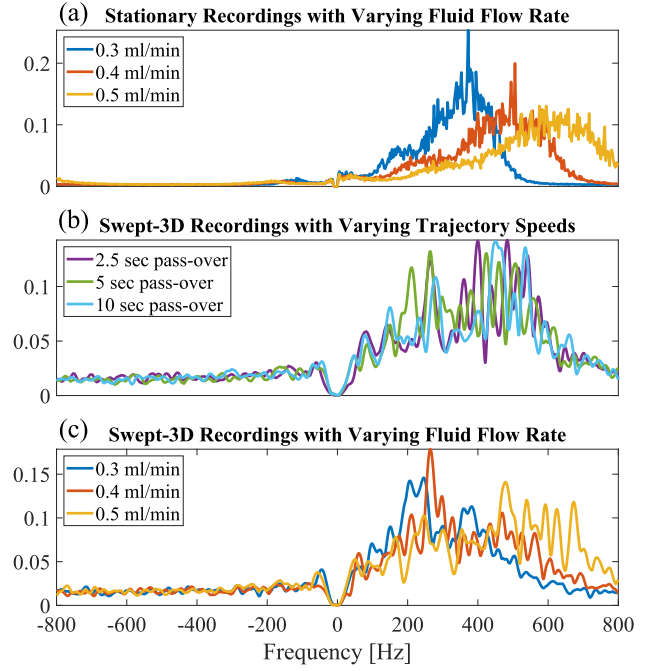 (a) Stationary Recordings with Varying Fluid Flow Rate
0.3 ml/min
0.4 ml/min
0.5 ml/min
0.2
0.1
0
(b) Swept-3D Recordings with Varying Trajectory Speeds
2.5 sec pass-over
5 sec pass-over
10 sec pass-over
0.1
0.05
0
(c) Swept-3D Recordings with Varying Fluid Flow Rate
0.3 ml/min
0.4 ml/min
0.5 ml/min
0.15
0.1
0.05
0
-800 -600 -400 -200 0 200 400 600 800
Frequency [Hz]